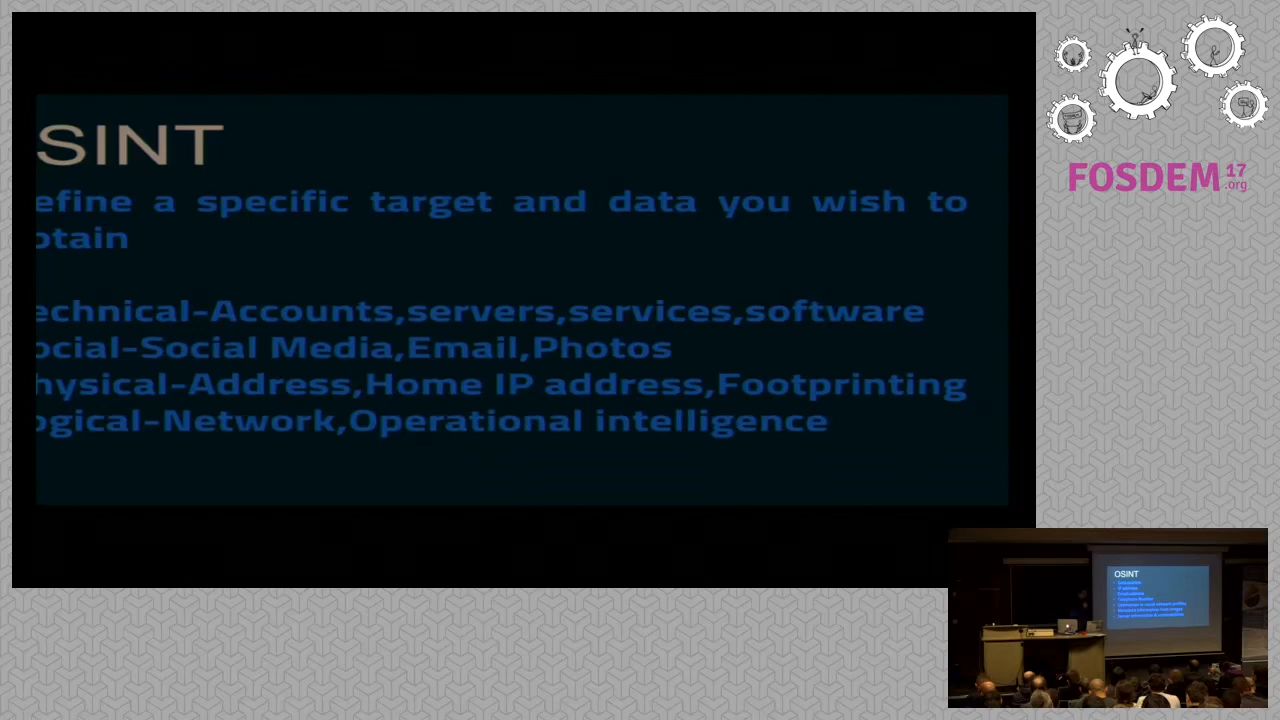 SINT
efine a specific target and data you wish to
btain
echnical-Accounts,servers,services,software
ocial-Social Media,Email,Photos
hysical-Address,Home IP address,Footprinting
ogical-Network,Operational intelligence
FOSDEM 17
.org
OSINT